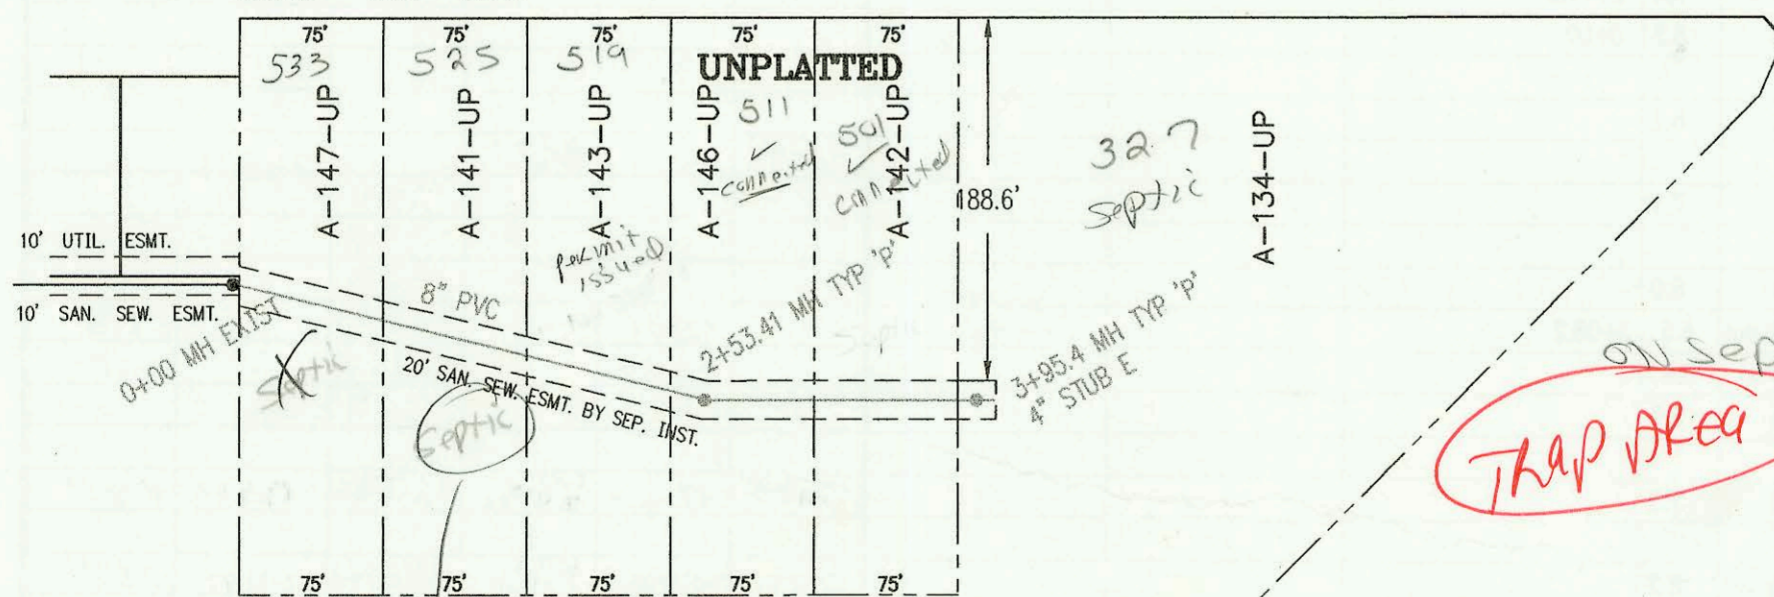 75' 75' 75' 75' 75'
533 525 519
UNPLATTED
511 501
✓ ✓
connected connected
A-147-UP
A-141-UP
A-143-UP
A-146-UP
A-142-UP
188.6'
327
septic
A-134-UP
permit
issued
10' UTIL. ESMT.
10' SAN. SEW. ESMT.
0+00 MH EXIST
8" PVC
2+53.41 MH TYP 'P'
3+95.4 MH TYP 'P'
4" STUB E
20' SAN. SEW. ESMT. BY SEP. INST.
X
Septic
Septic
ON Sep
TRAP AREA
75' 75' 75' 75' 75'